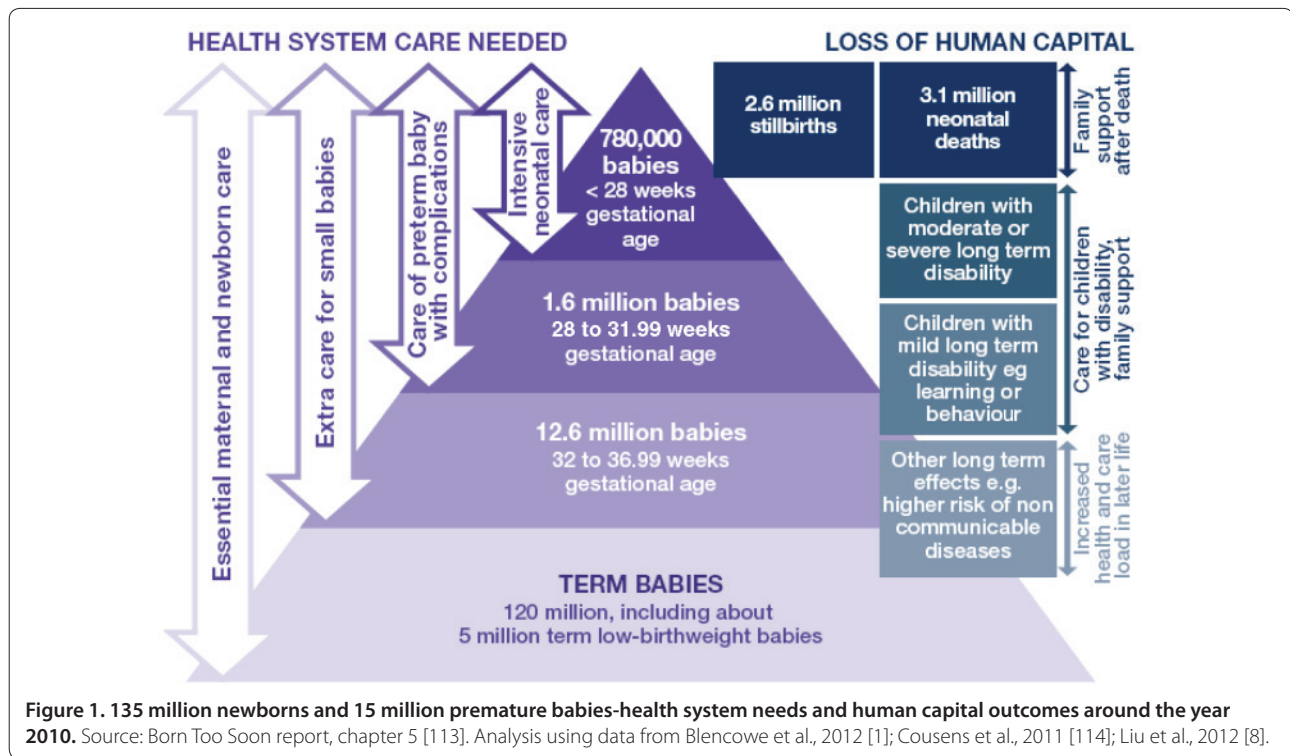 HEALTH SYSTEM CARE NEEDED
LOSS OF HUMAN CAPITAL
Essential maternal and newborn care
Extra care for small babies
Care of preterm baby
with complications
Intensive
neonatal care
780,000
babies
< 28 weeks
gestational
age
1.6 million babies
28 to 31.99 weeks
gestational age
12.6 million babies
32 to 36.99 weeks
gestational age
TERM BABIES
120 million, including about
5 million term low-birthweight babies
2.6 million
stillbirths
3.1 million
neonatal
deaths
Family
support
after death
Children with
moderate or
severe long term
disability
Children with
mild long term
disability eg
learning or
behaviour
Care for children
with disability,
family support
Other long term
effects e.g.
higher risk of non
communicable
diseases
Increased
health and care
load in later life
Figure 1. 135 million newborns and 15 million premature babies-health system needs and human capital outcomes around the year
2010. Source: Born Too Soon report, chapter 5 [113]. Analysis using data from Blencowe et al., 2012 [1]; Cousens et al., 2011 [114]; Liu et al., 2012 [8].